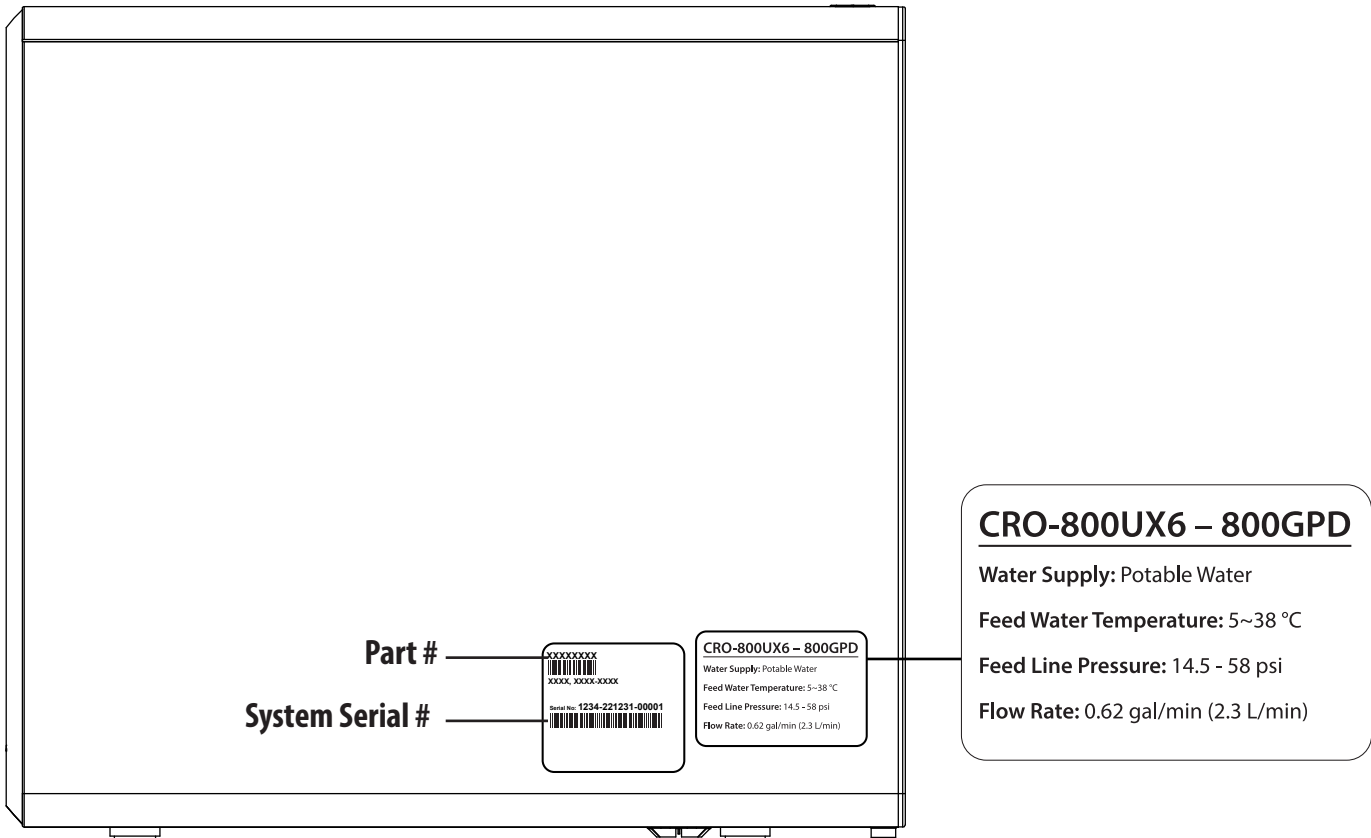 Part #
System Serial #
XXXXXXXX
XXXX, XXXX-XXXX
Serial No: 1234-221231-00001
CRO-800UX6 – 800GPD
Water Supply: Potable Water
Feed Water Temperature: 5~38 °C
Feed Line Pressure: 14.5 - 58 psi
Flow Rate: 0.62 gal/min (2.3 L/min)
CRO-800UX6 – 800GPD
Water Supply: Potable Water
Feed Water Temperature: 5~38 °C
Feed Line Pressure: 14.5 - 58 psi
Flow Rate: 0.62 gal/min (2.3 L/min)